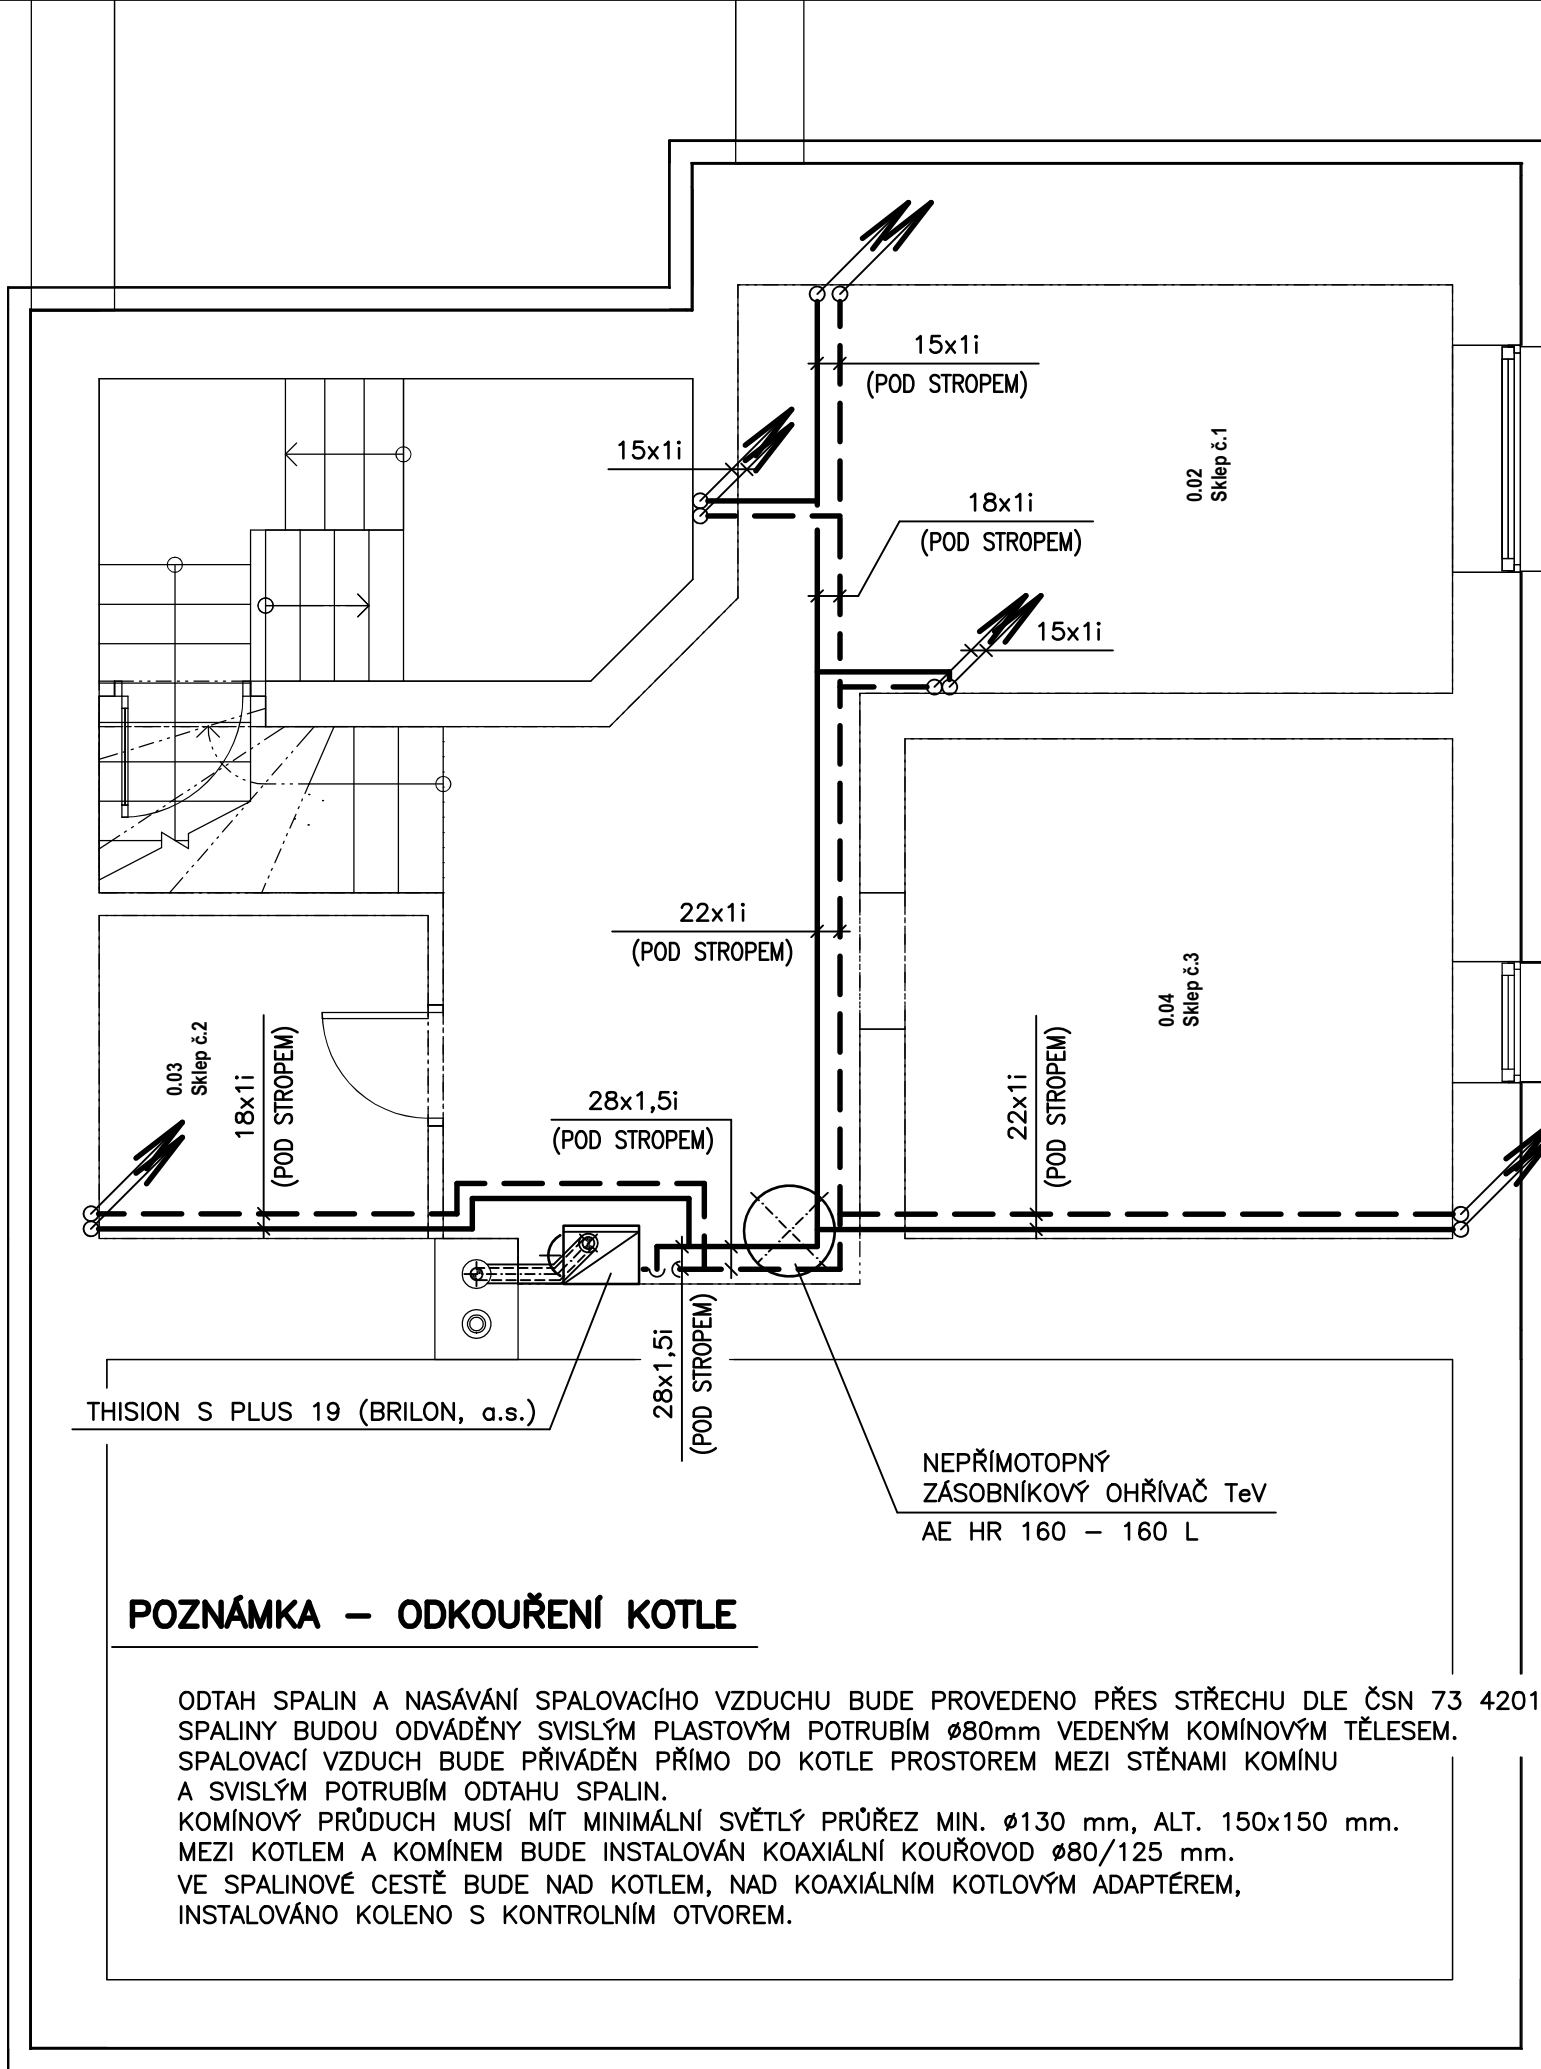 15x1i
(POD STROPEM)
15x1i
0.02
Sklep č.1
18x1i
(POD STROPEM)
15x1i
22x1i
(POD STROPEM)
0.04
Sklep č.3
0.03
Sklep č.2
18x1i
(POD STROPEM)
22x1i
(POD STROPEM)
28x1,5i
(POD STROPEM)
28x1,5i
(POD STROPEM)
THISION S PLUS 19 (BRILON, a.s.)
NEPŘÍMOTOPNÝ
ZÁSOBNÍKOVÝ OHŘÍVAČ TeV
AE HR 160 – 160 L
POZNÁMKA – ODKOUŘENÍ KOTLE
ODTAH SPALIN A NASÁVÁNÍ SPALOVACÍHO VZDUCHU BUDE PROVEDENO PŘES STŘECHU DLE ČSN 73 4201
SPALINY BUDOU ODVÁDĚNY SVISLÝM PLASTOVÝM POTRUBÍM ø80mm VEDENÝM KOMÍNOVÝM TĚLESEM.
SPALOVACÍ VZDUCH BUDE PŘIVÁDĚN PŘÍMO DO KOTLE PROSTOREM MEZI STĚNAMI KOMÍNU
A SVISLÝM POTRUBÍM ODTAHU SPALIN.
KOMÍNOVÝ PRŮDUCH MUSÍ MÍT MINIMÁLNÍ SVĚTLÝ PRŮŘEZ MIN. ø130 mm, ALT. 150x150 mm.
MEZI KOTLEM A KOMÍNEM BUDE INSTALOVÁN KOAXIÁLNÍ KOUŘOVOD ø80/125 mm.
VE SPALINOVÉ CESTĚ BUDE NAD KOTLEM, NAD KOAXIÁLNÍM KOTLOVÝM ADAPTÉREM,
INSTALOVÁNO KOLENO S KONTROLNÍM OTVOREM.